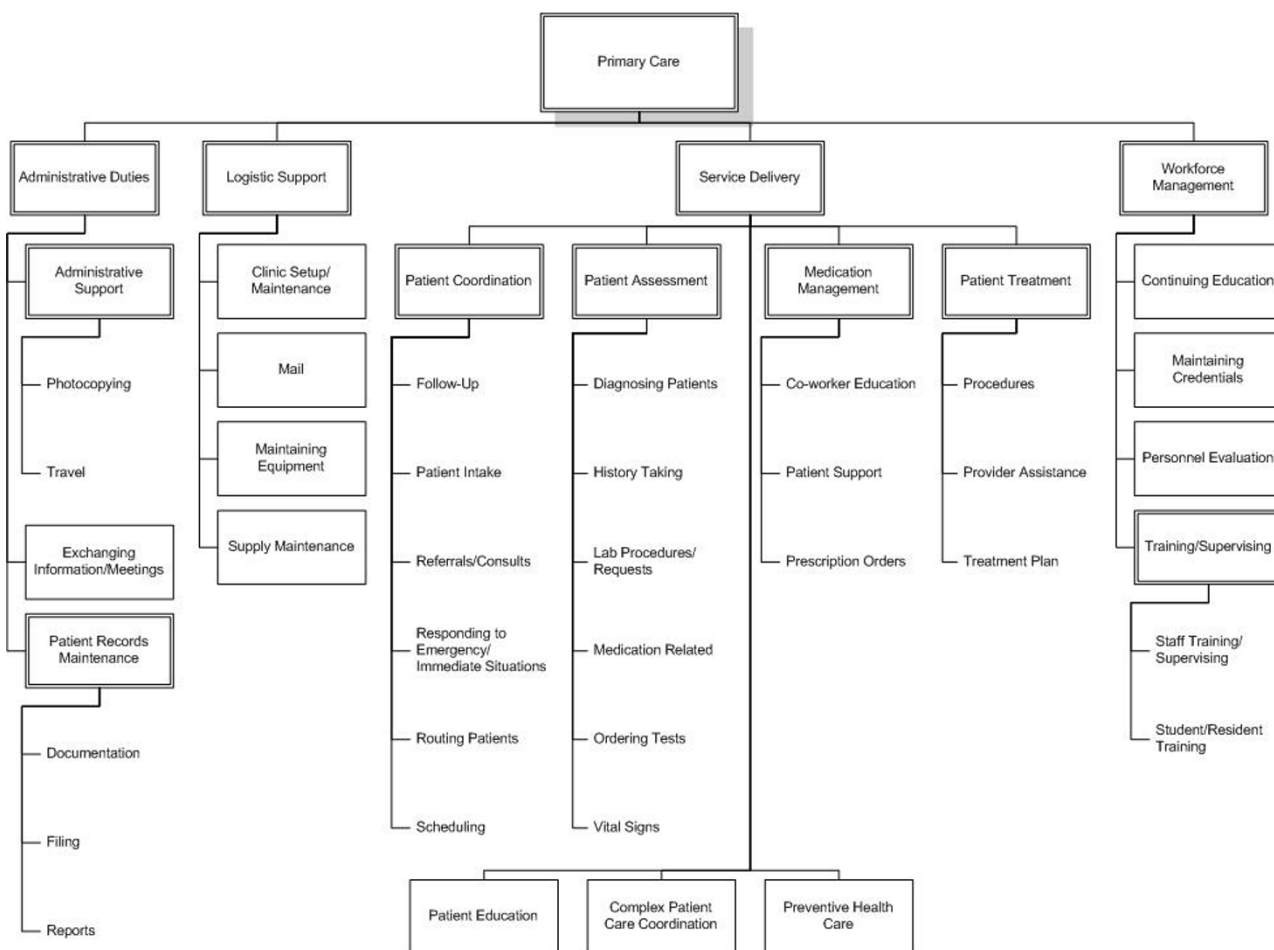 Primary Care
Administrative Duties
Logistic Support
Service Delivery
Workforce
Management
Administrative
Support
Clinic Setup/
Maintenance
Patient Coordination
Patient Assessment
Medication
Management
Patient Treatment
Continuing Education
Photocopying
Mail
Follow-Up
Diagnosing Patients
Co-worker Education
Procedures
Maintaining
Credentials
Travel
Maintaining
Equipment
Patient Intake
History Taking
Patient Support
Provider Assistance
Personnel Evaluation
Exchanging
Information/Meetings
Supply Maintenance
Referrals/Consults
Lab Procedures/
Requests
Prescription Orders
Treatment Plan
Training/Supervising
Patient Records
Maintenance
Responding to
Emergency/
Immediate Situations
Medication Related
Staff Training/
Supervising
Documentation
Routing Patients
Ordering Tests
Student/Resident
Training
Filing
Scheduling
Vital Signs
Reports
Patient Education
Complex Patient
Care Coordination
Preventive Health
Care